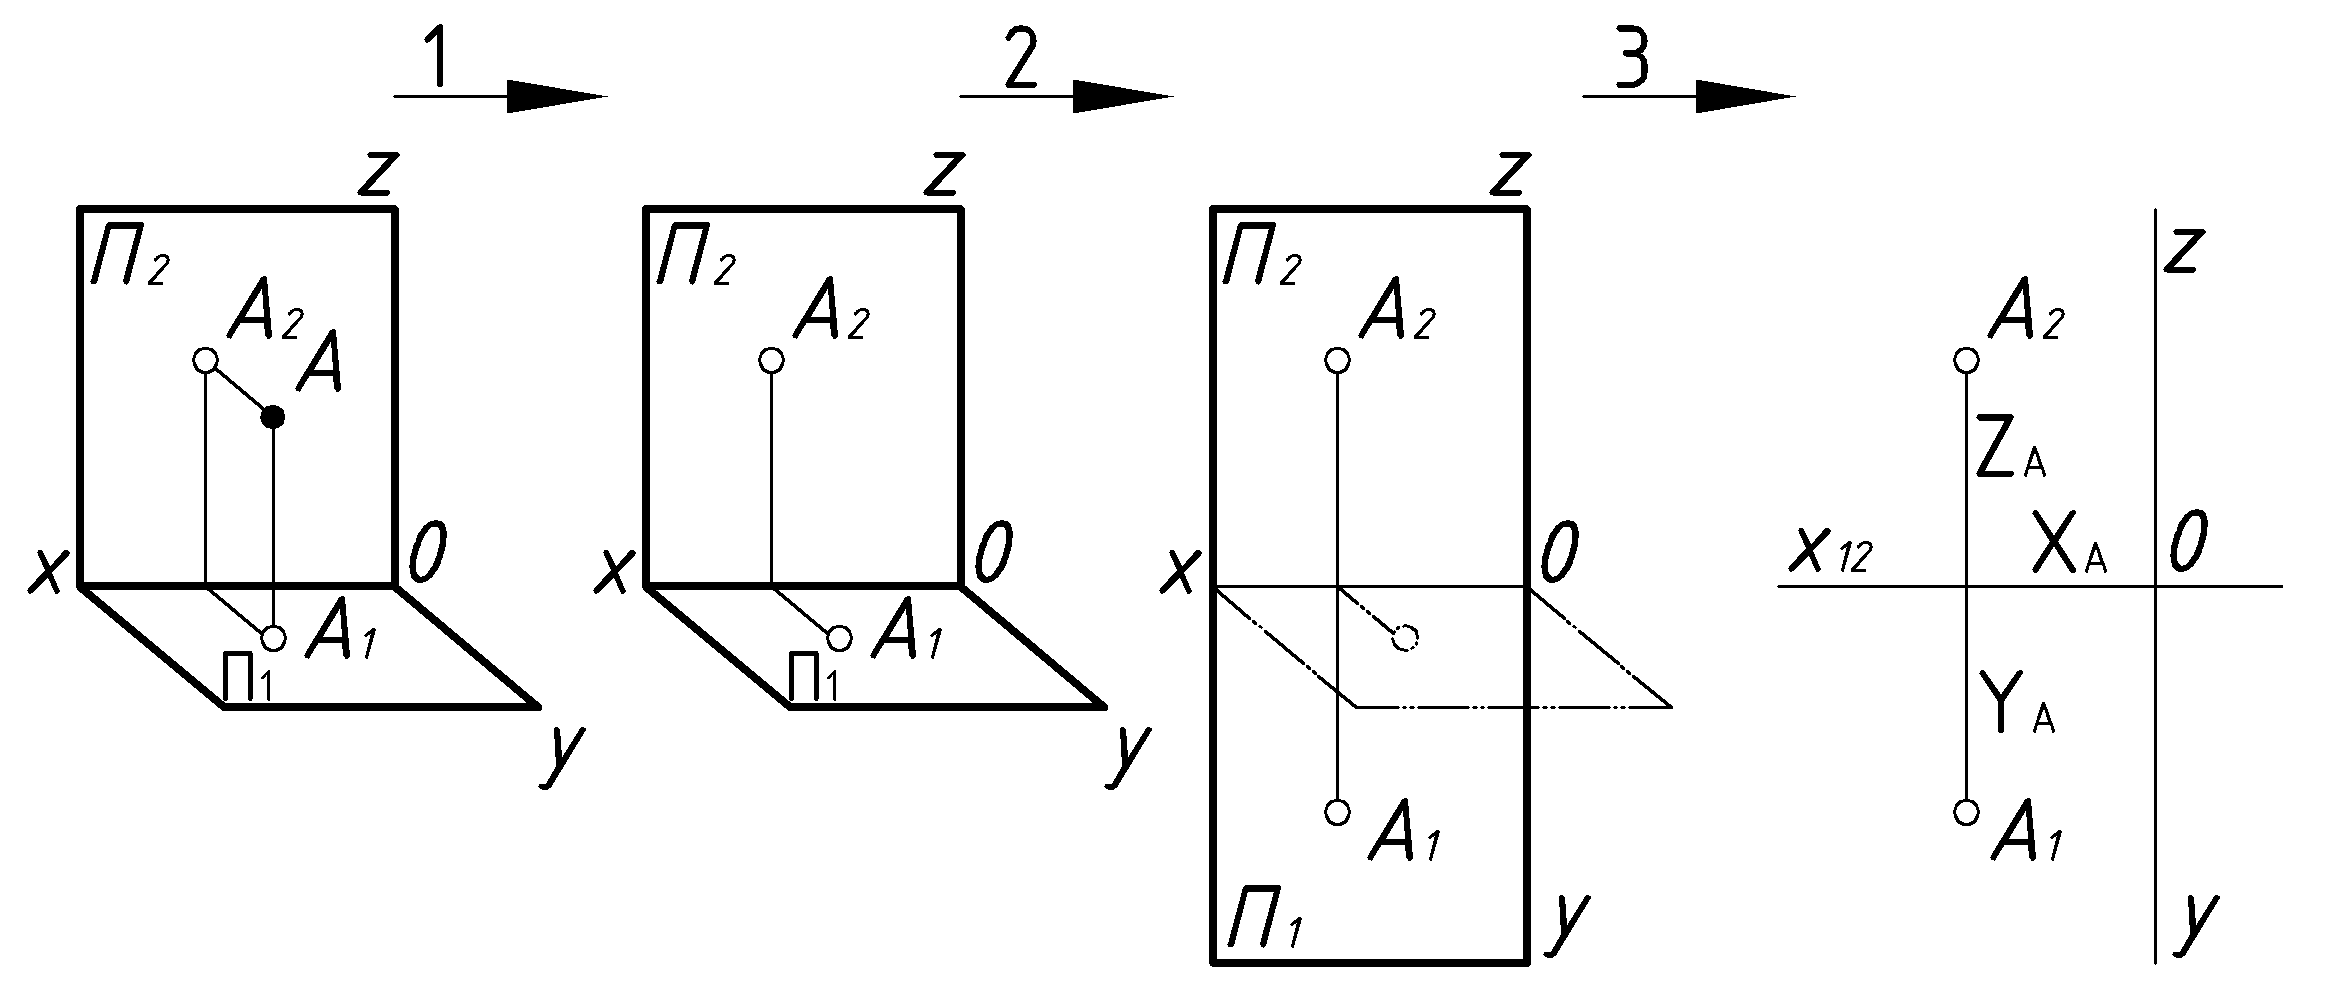 1 2 3
z z z
П2 П2 П2 z
A2 A2 A2 A2
A
ZA
x 0 x 0 x 0 x12 XA 0
A1 A1
П1 П1 YA
y y
A1 A1
П1 y y